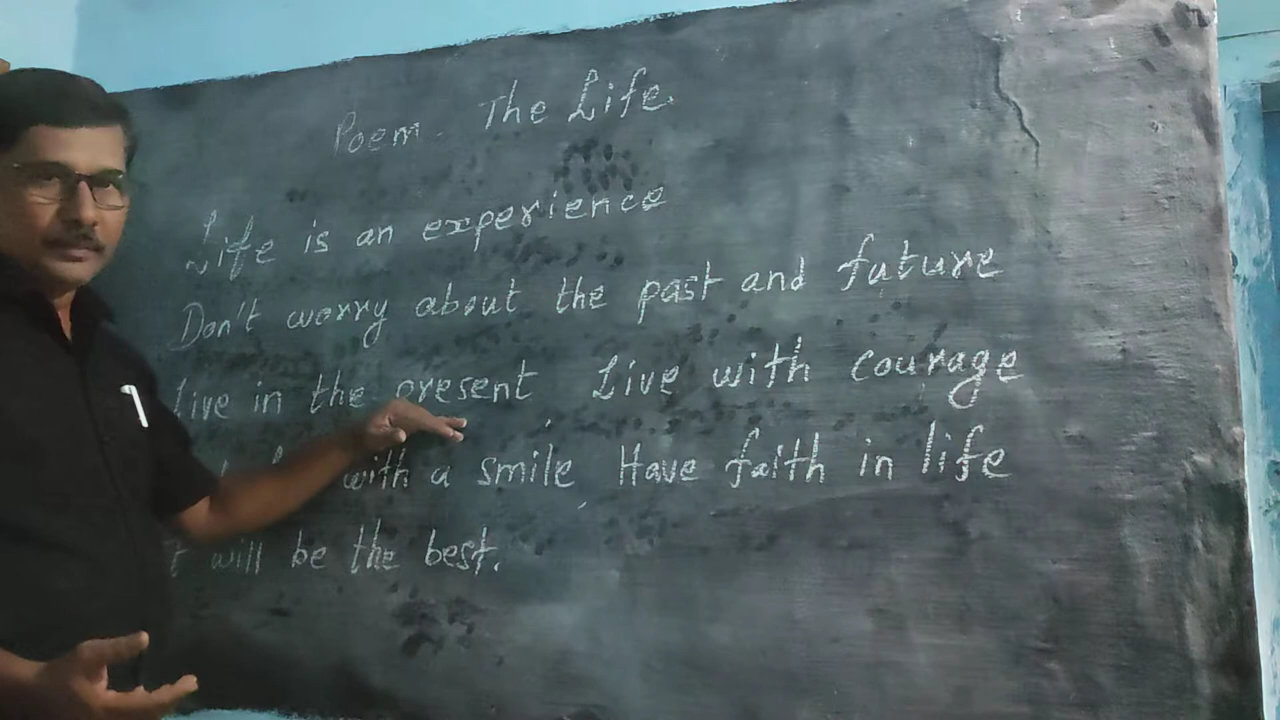 Poem. The Life.
Life is an experience
Don't worry about the past and future
Live in the present Live with courage
with a smile, Have faith in life
t will be the best.